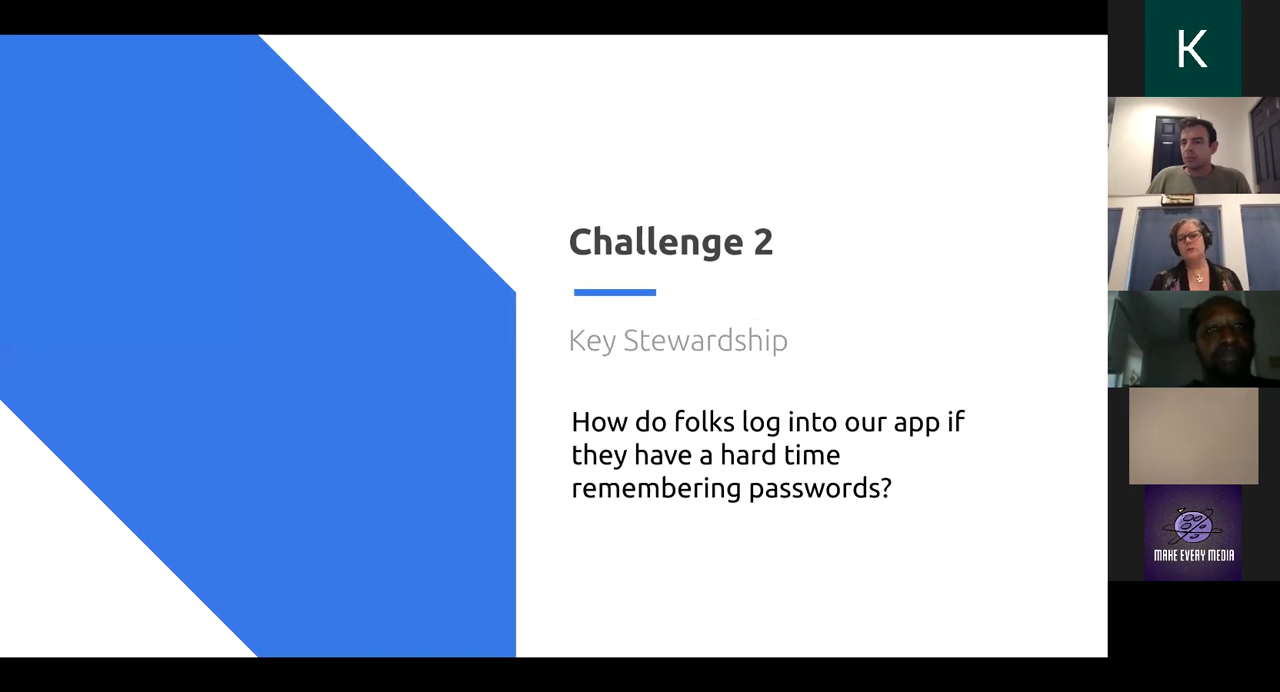 Challenge 2
Key Stewardship
How do folks log into our app if
they have a hard time
remembering passwords?
K
MAKE EVERY MEDIA